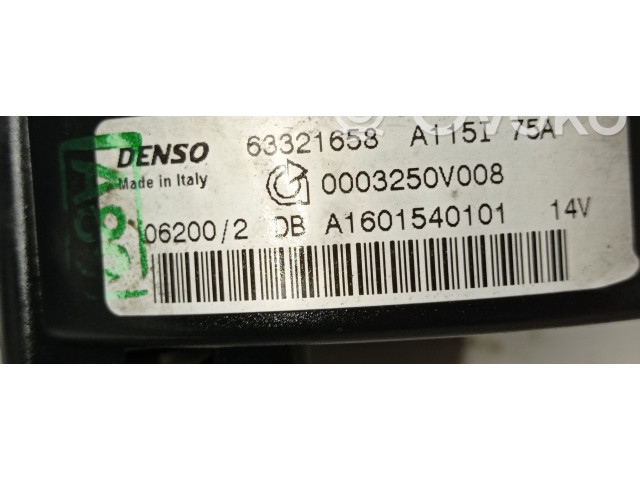 DENSO 63321658 A115I 75A
Made in Italy 0003250V008
06200/2 DB A1601540101 14V